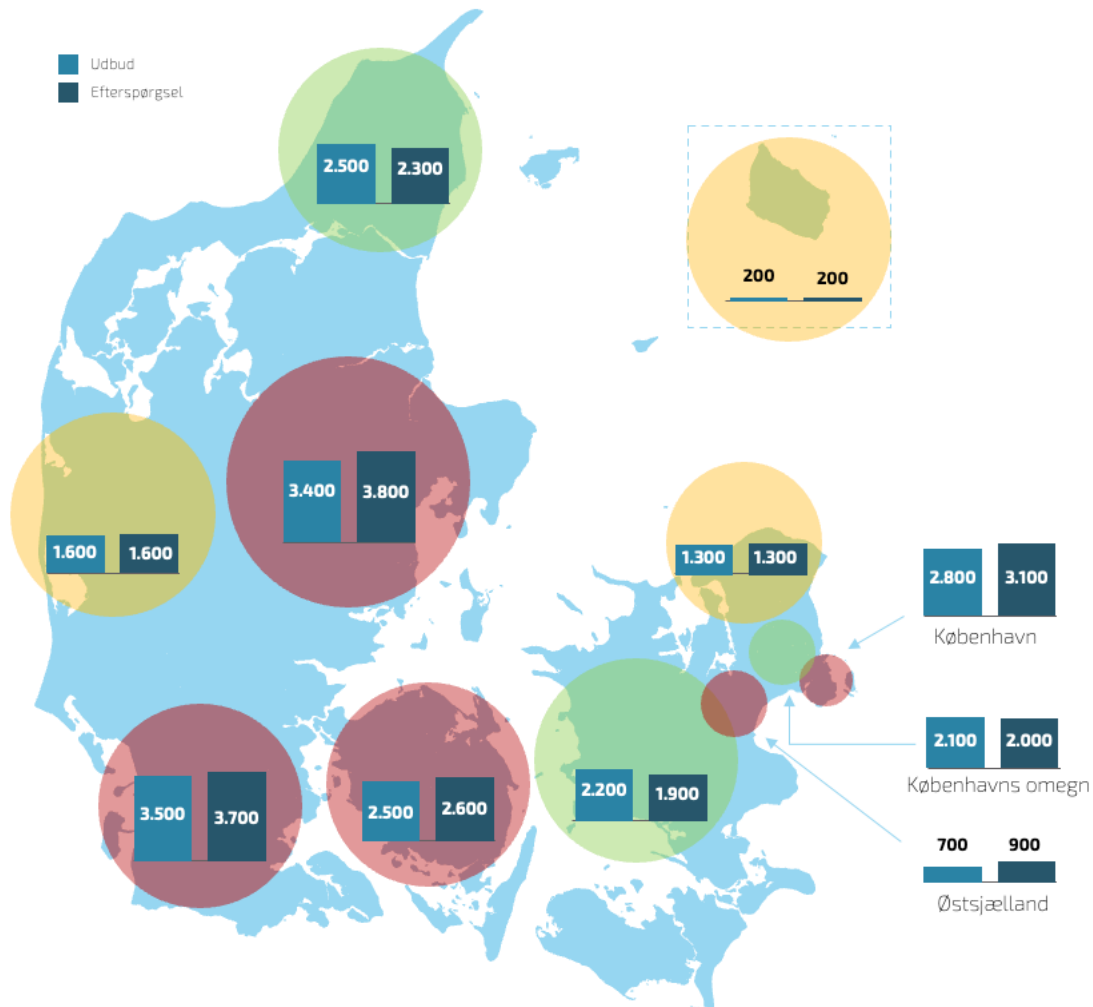 Udbud
Efterspørgsel
2.500 2.300
200 200
3.400 3.800
1.600 1.600
1.300 1.300
2.800 3.100
København
3.500 3.700
2.500 2.600
2.200 1.900
2.100 2.000
Københavns omegn
700 900
Østsjælland